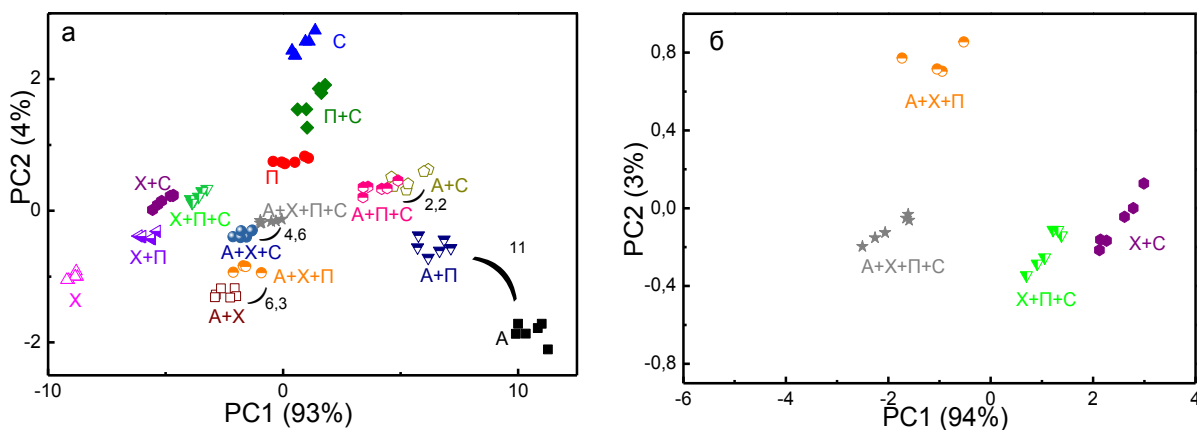 а
PC2 (4%)
2
0
-2
-10
0
10
PC1 (93%)
С
П+С
П
Х+С
Х+П+С
Х+П
Х
А+Х+П+С
А+Х+С
4,6
А+Х+П
А+Х
6,3
А+П+С
А+С
2,2
А+П
11
А
б
PC2 (3%)
0,8
0,4
0,0
-0,4
-0,8
-6
-4
-2
0
2
4
PC1 (94%)
А+Х+П
А+Х+П+С
Х+П+С
Х+С